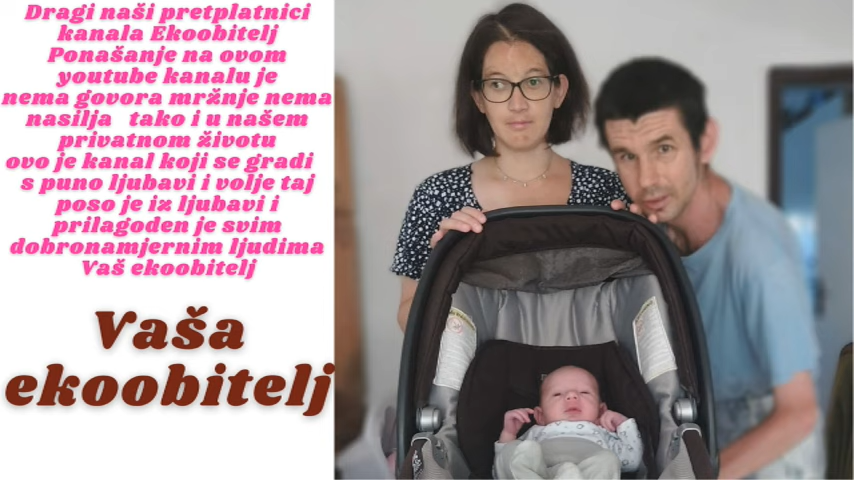 Dragi naši pretplatnici
kanala Ekoobitelj
Ponašanje na ovom
youtube kanalu je
nema govora mržnje nema
nasilja tako i u našem
privatnom životu
ovo je kanal koji se gradi
s puno ljubavi i volje taj
poso je iz ljubavi i
prilagođen je svim
dobronamjernim ljudima
Vaš ekoobitelj
Vaša
ekoobitelj